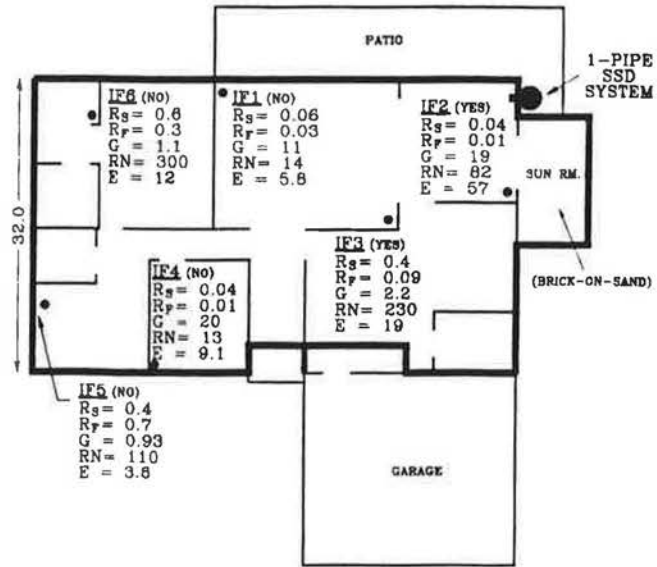 PATIO
1-PIPE
SSD
SYSTEM
IF6 (NO)
RS= 0.6
RF= 0.3
G = 1.1
RN= 300
E = 12
IF1 (NO)
RS= 0.06
RF= 0.03
G = 11
RN= 14
E = 5.8
IF2 (YES)
RS= 0.04
RF= 0.01
G = 19
RN= 82
E = 57
SUN RM.
(BRICK-ON-SAND)
32.0
IF4 (NO)
RS= 0.04
RF= 0.01
G = 20
RN= 13
E = 9.1
IF3 (YES)
RS= 0.4
RF= 0.09
G = 2.2
RN= 230
E = 19
IF5 (NO)
RS= 0.4
RF= 0.7
G = 0.93
RN= 110
E = 3.8
GARAGE